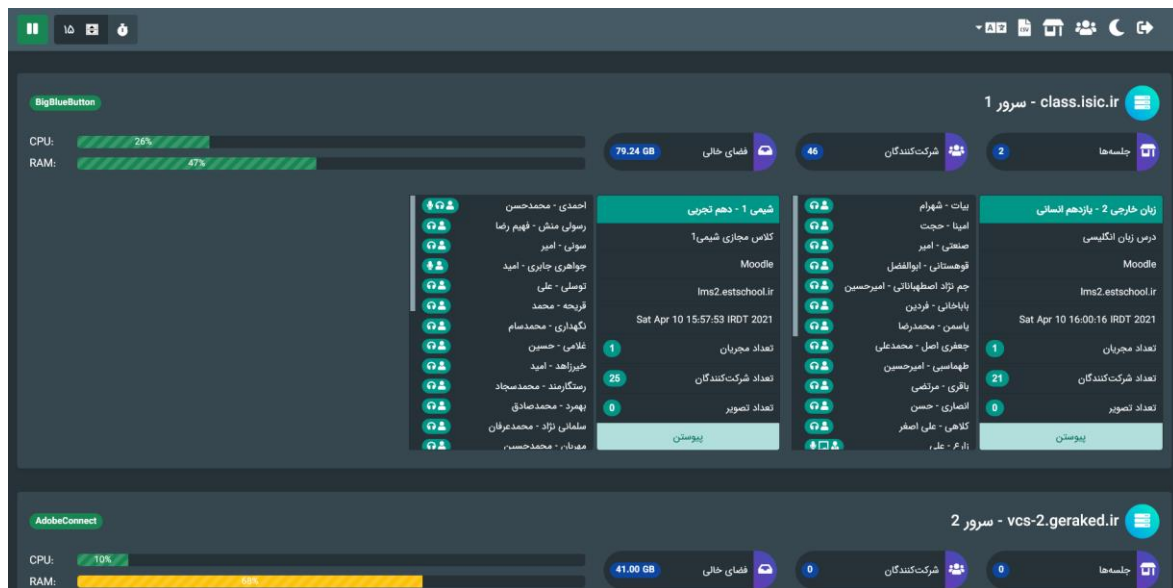 ۱۵
class.isic.ir - سرور 1
BigBlueButton
جلسه‌ها 2
شرکت‌کنندگان 46
فضای خالی 79.24 GB
CPU: 26%
RAM: 47%
زبان خارجی 2 - یازدهم انسانی
درس زبان انگلیسی
Moodle
lms2.estschool.ir
Sat Apr 10 16:00:16 IRDT 2021
تعداد مجریان 1
تعداد شرکت‌کنندگان 21
تعداد تصویر 0
پیوستن
بیات - شهرام
امینا - حجت
صنعتی - امیر
قوهستانی - ابوالفضل
جم نژاد اصطهباناتی - امیرحسین
باباخانی - فردین
یاسمن - محمدرضا
جعفری اصل - محمدعلی
طهماسبی - امیرحسین
باقری - مرتضی
انصاری - حسن
کلاهی - علی اصغر
زارع - علی
شیمی 1 - دهم تجربی
کلاس مجازی شیمی1
Moodle
lms2.estschool.ir
Sat Apr 10 15:57:53 IRDT 2021
تعداد مجریان 1
تعداد شرکت‌کنندگان 25
تعداد تصویر 0
پیوستن
احمدی - محمدحسن
رسولی منش - فهیم رضا
سونی - امیر
جواهری جابری - امید
توسلی - علی
قریحه - محمد
نگهداری - محمدسام
غلامی - حسین
خیرزاهد - امید
رستگارمند - محمدسجاد
بهمرد - محمدصادق
سلمانی نژاد - محمدعرفان
مهربان - محمدحسین
vcs-2.geraked.ir - سرور 2
AdobeConnect
جلسه‌ها 0
شرکت‌کنندگان 0
فضای خالی 41.00 GB
CPU: 10%
RAM: 68%